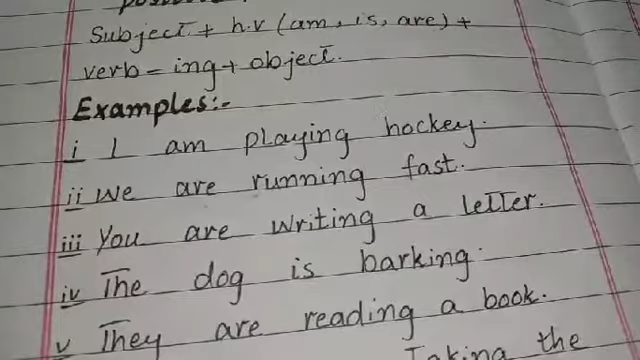 Subject + h.v (am, is, are) +
verb - ing + object.
Examples:-
i I am playing hockey.
ii We are running fast.
iii You are writing a letter.
iv The dog is barking.
v They are reading a book.
Taking the